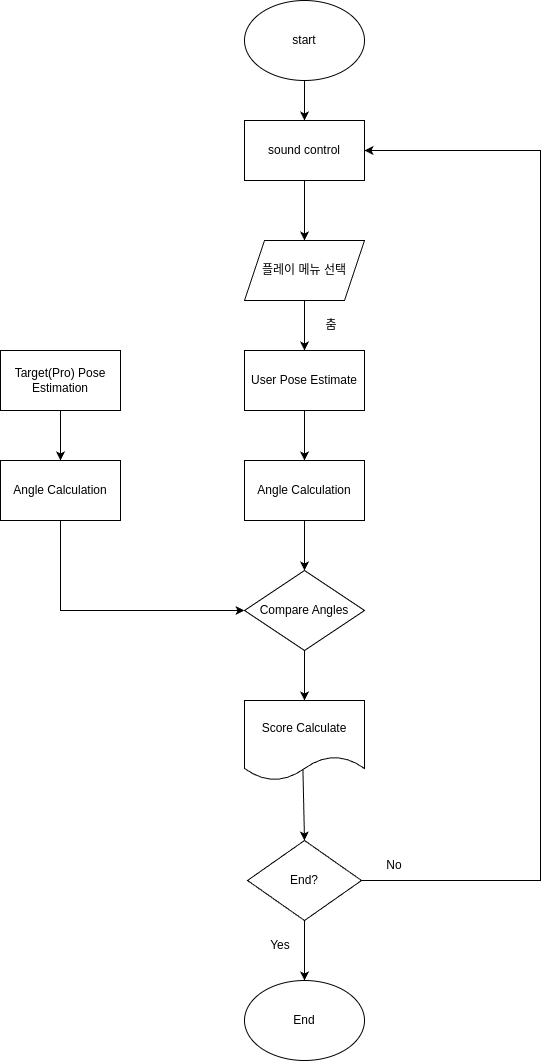 start
sound control
플레이 메뉴 선택
춤
Target(Pro) Pose
Estimation
User Pose Estimate
Angle Calculation
Angle Calculation
Compare Angles
Score Calculate
End?
No
Yes
End